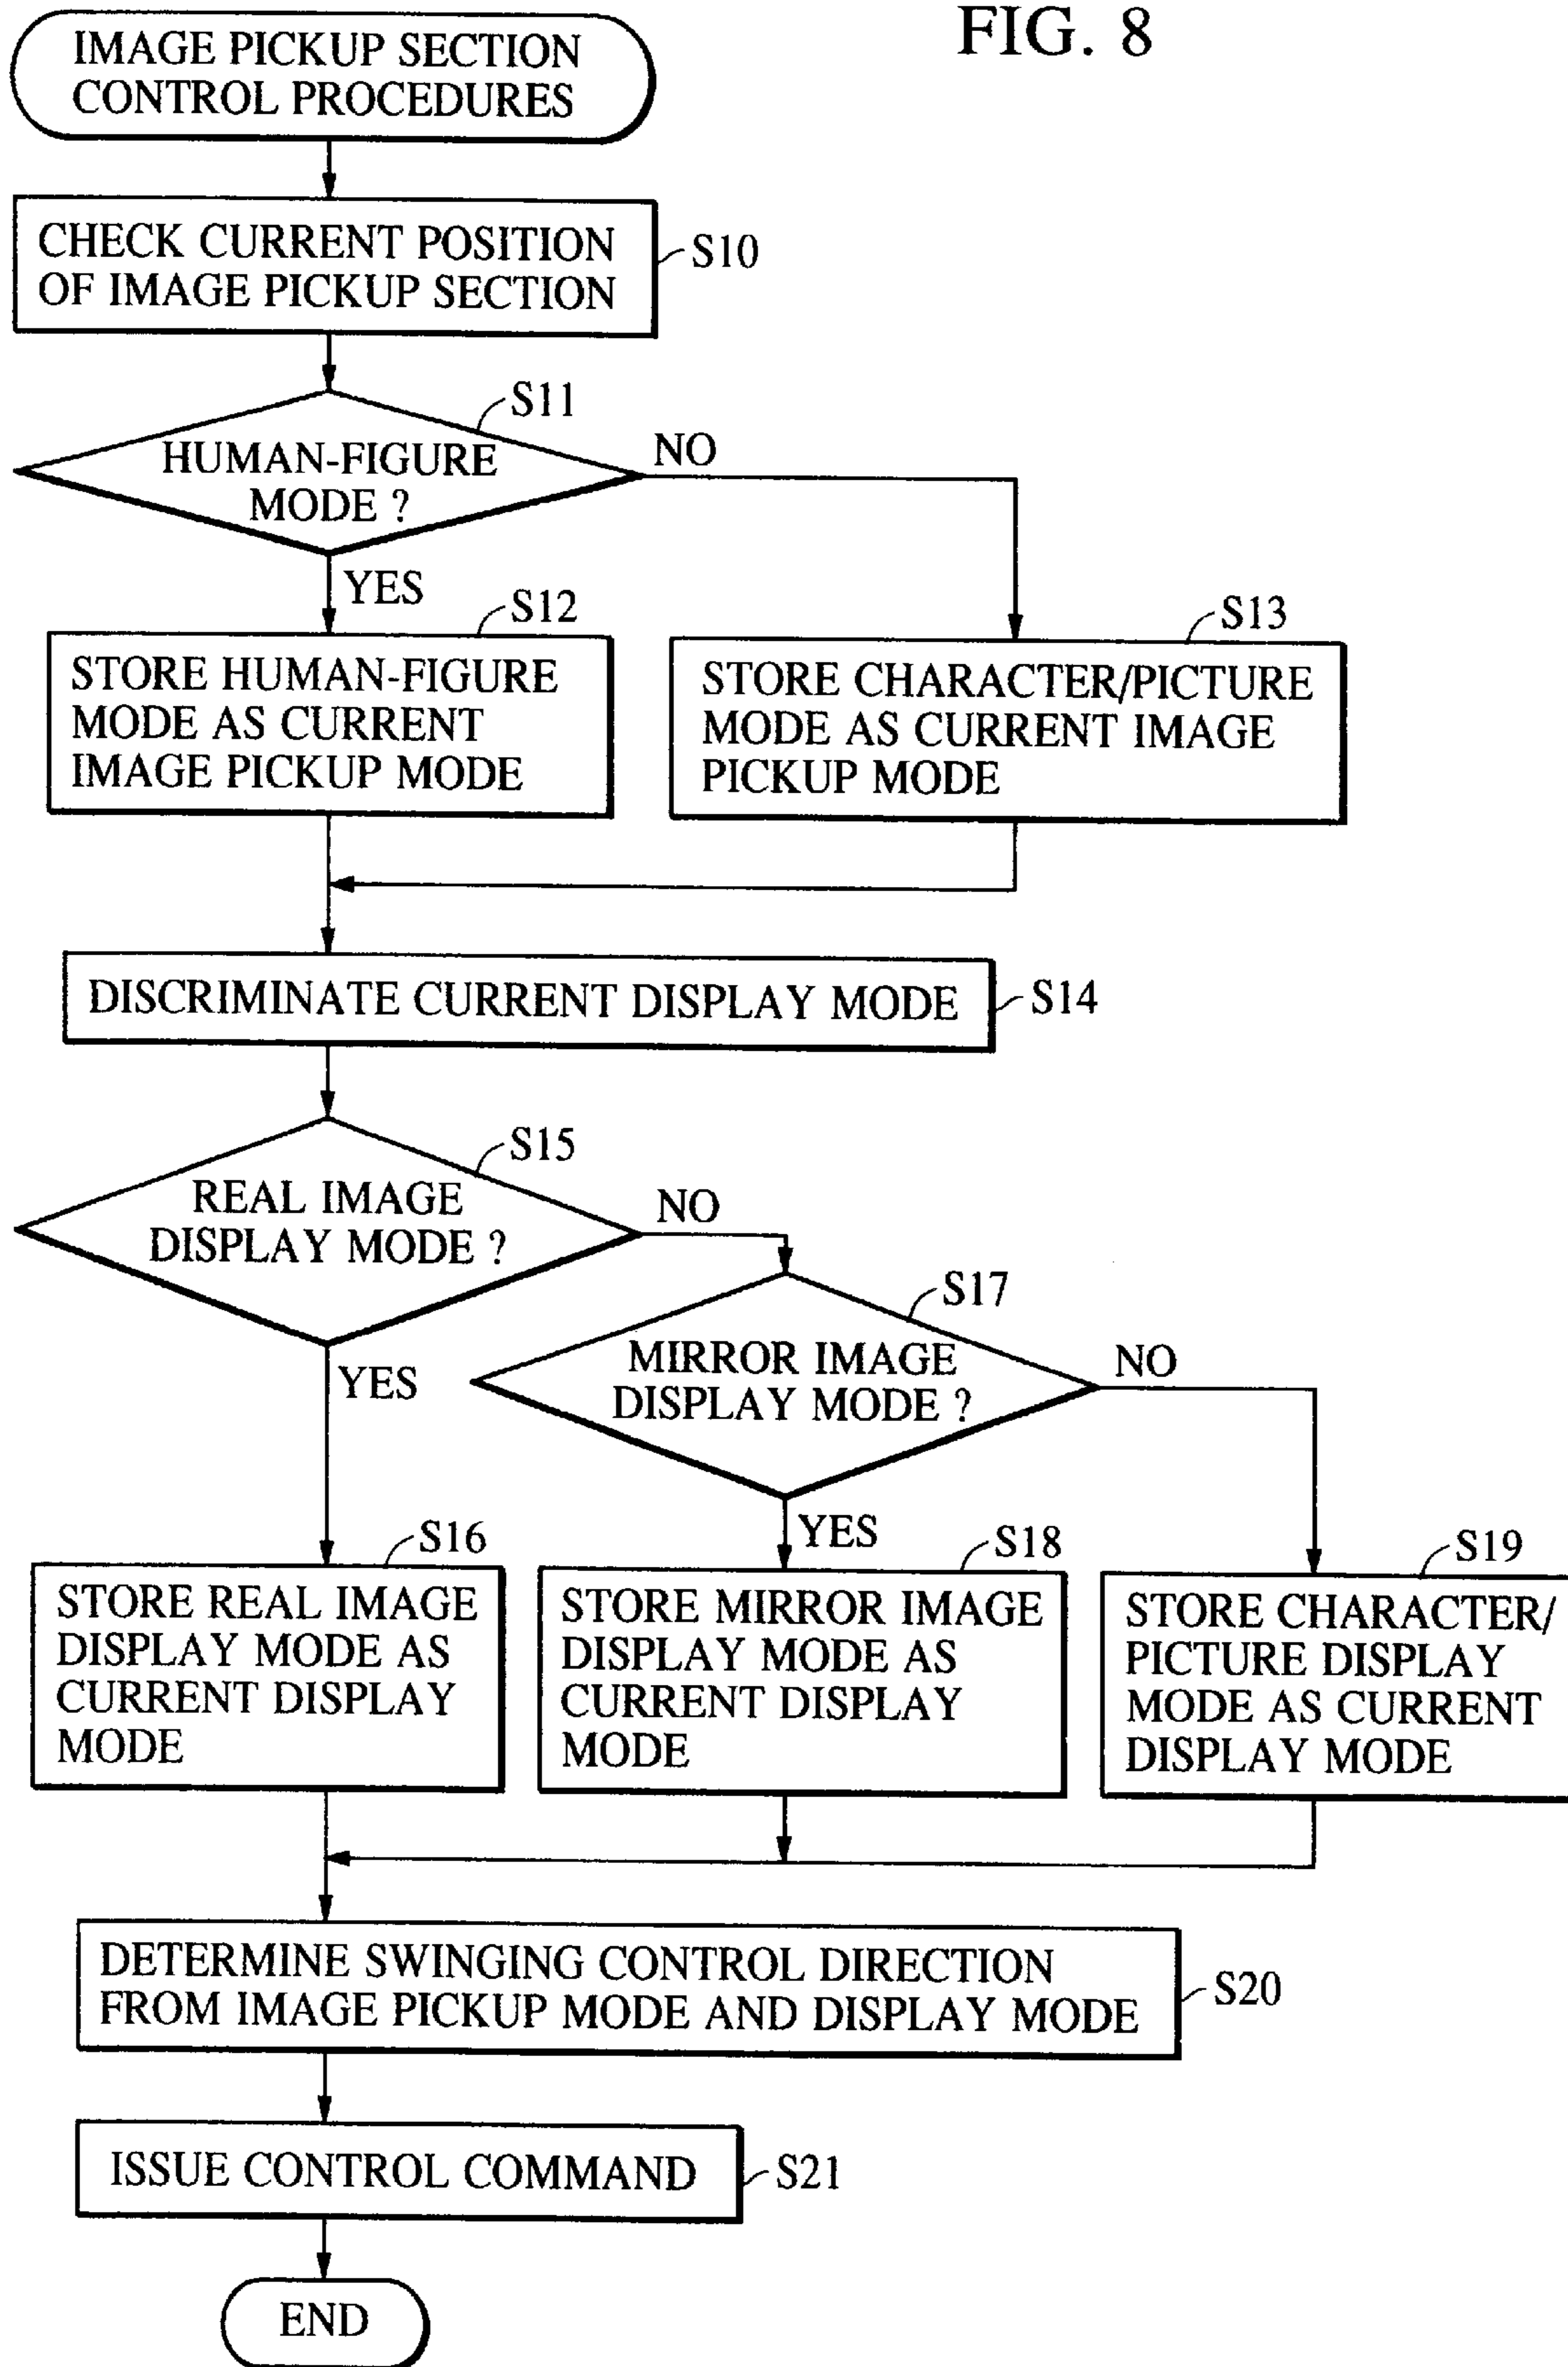 FIG. 8
IMAGE PICKUP SECTION
CONTROL PROCEDURES
CHECK CURRENT POSITION
OF IMAGE PICKUP SECTION
S10
S11
HUMAN-FIGURE
MODE ?
NO
YES
S12
STORE HUMAN-FIGURE
MODE AS CURRENT
IMAGE PICKUP MODE
S13
STORE CHARACTER/PICTURE
MODE AS CURRENT IMAGE
PICKUP MODE
DISCRIMINATE CURRENT DISPLAY MODE
S14
S15
REAL IMAGE
DISPLAY MODE ?
NO
YES
S17
MIRROR IMAGE
DISPLAY MODE ?
NO
YES
S16
STORE REAL IMAGE
DISPLAY MODE AS
CURRENT DISPLAY
MODE
S18
STORE MIRROR IMAGE
DISPLAY MODE AS
CURRENT DISPLAY
MODE
S19
STORE CHARACTER/
PICTURE DISPLAY
MODE AS CURRENT
DISPLAY MODE
DETERMINE SWINGING CONTROL DIRECTION
FROM IMAGE PICKUP MODE AND DISPLAY MODE
S20
ISSUE CONTROL COMMAND
S21
END